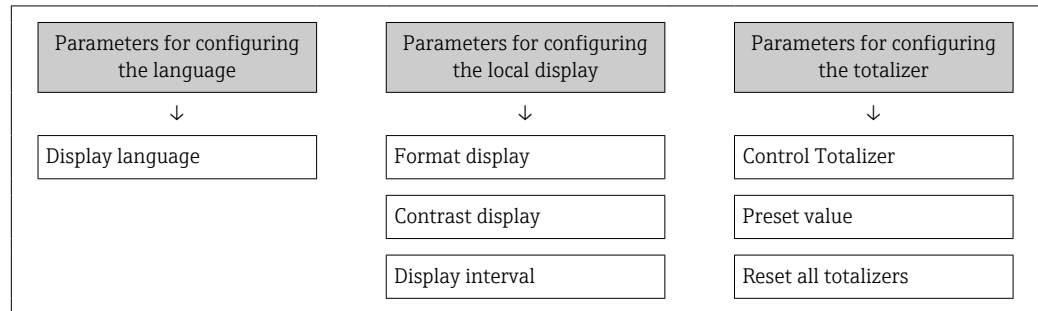 Parameters for configuring
the language
↓
Display language
Parameters for configuring
the local display
↓
Format display
Contrast display
Display interval
Parameters for configuring
the totalizer
↓
Control Totalizer
Preset value
Reset all totalizers